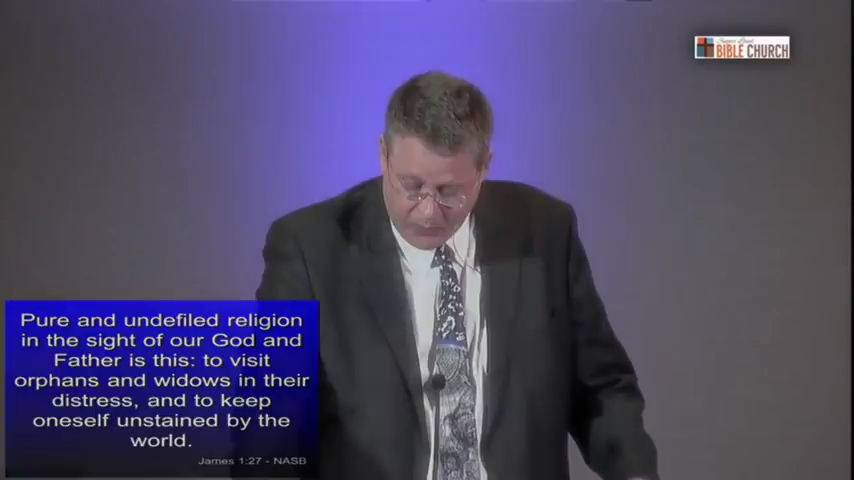 BIBLE CHURCH
Pure and undefiled religion
in the sight of our God and
Father is this: to visit
orphans and widows in their
distress, and to keep
oneself unstained by the
world.
James 1:27 - NASB